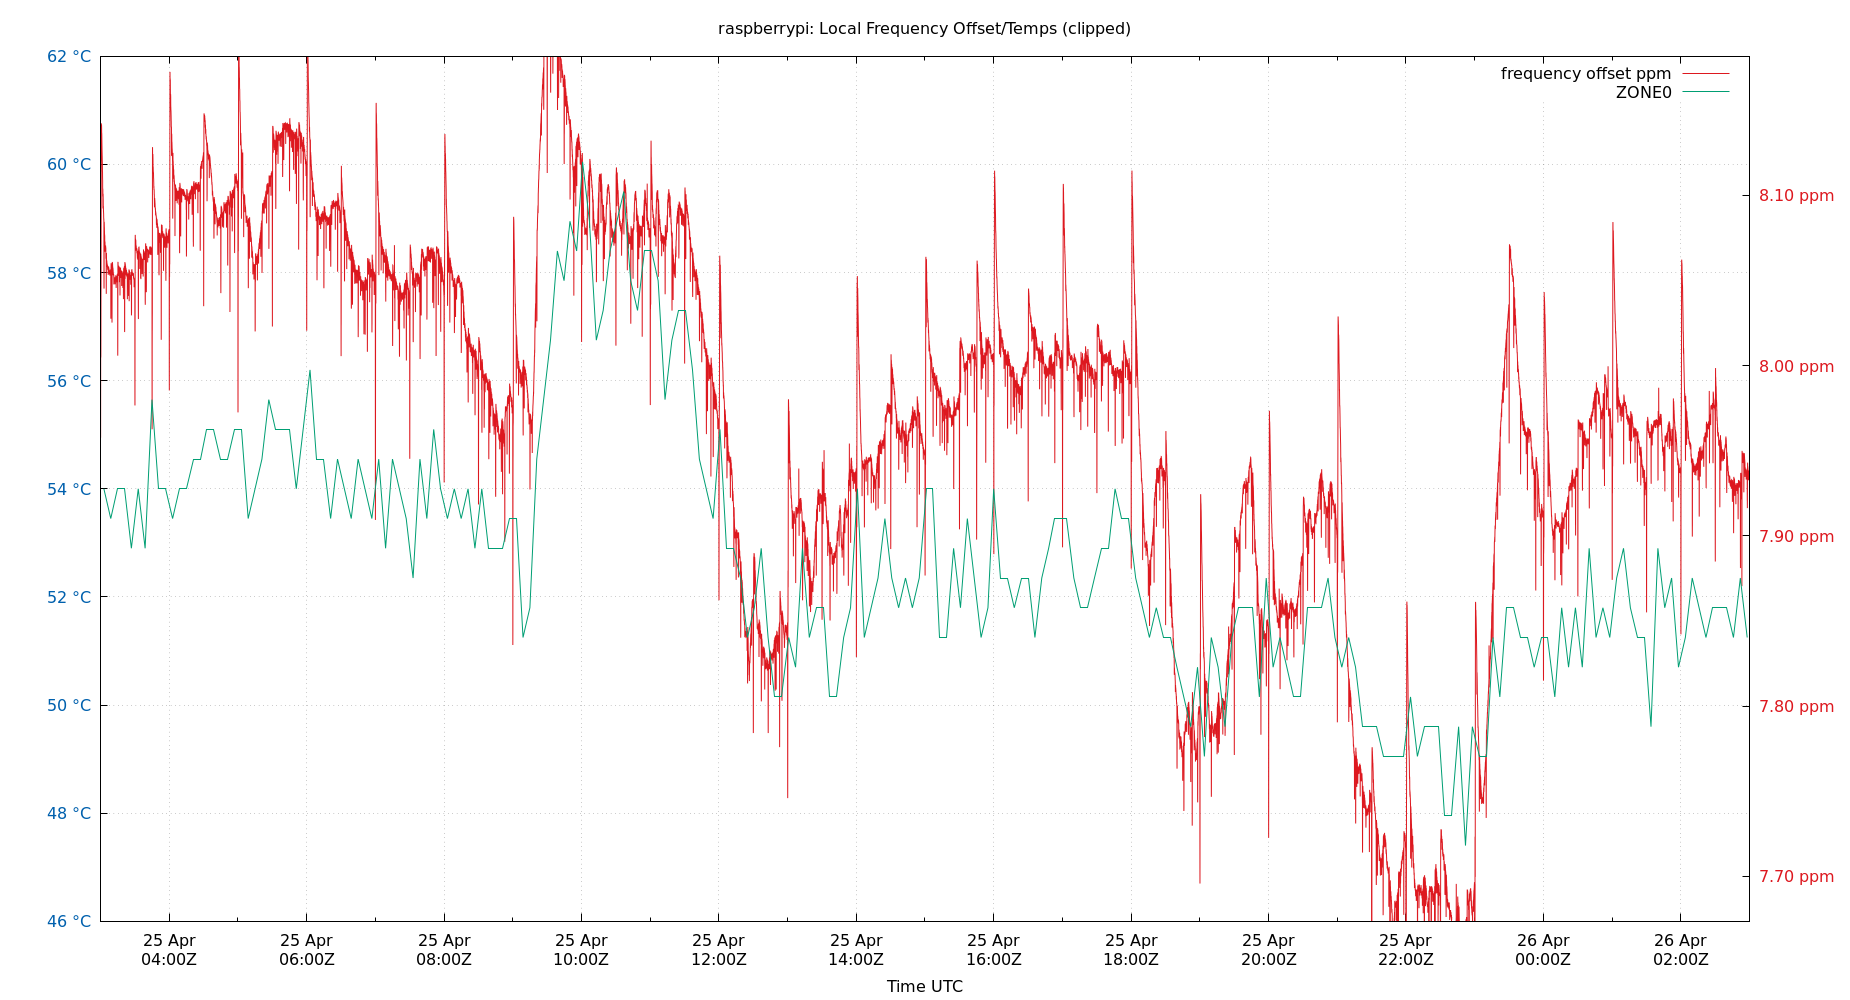 raspberrypi: Local Frequency Offset/Temps (clipped)
frequency offset ppm
ZONE0
62 °C
60 °C
58 °C
56 °C
54 °C
52 °C
50 °C
48 °C
46 °C
8.10 ppm
8.00 ppm
7.90 ppm
7.80 ppm
7.70 ppm
25 Apr
04:00Z
25 Apr
06:00Z
25 Apr
08:00Z
25 Apr
10:00Z
25 Apr
12:00Z
25 Apr
14:00Z
25 Apr
16:00Z
25 Apr
18:00Z
25 Apr
20:00Z
25 Apr
22:00Z
26 Apr
00:00Z
26 Apr
02:00Z
Time UTC